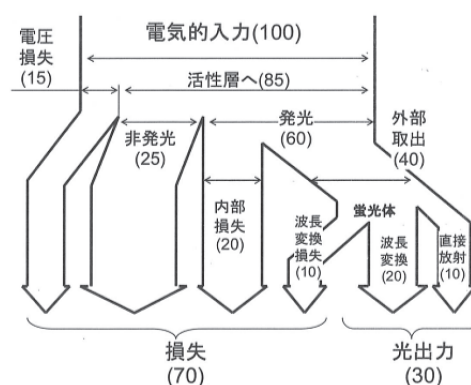 電気的入力(100)
電圧
損失
(15)
活性層へ(85)
非発光
(25)
発光
(60)
外部
取出
(40)
内部
損失
(20)
波長
変換
損失
(10)
蛍光体
波長
変換
(20)
直接
放射
(10)
損失
(70)
光出力
(30)